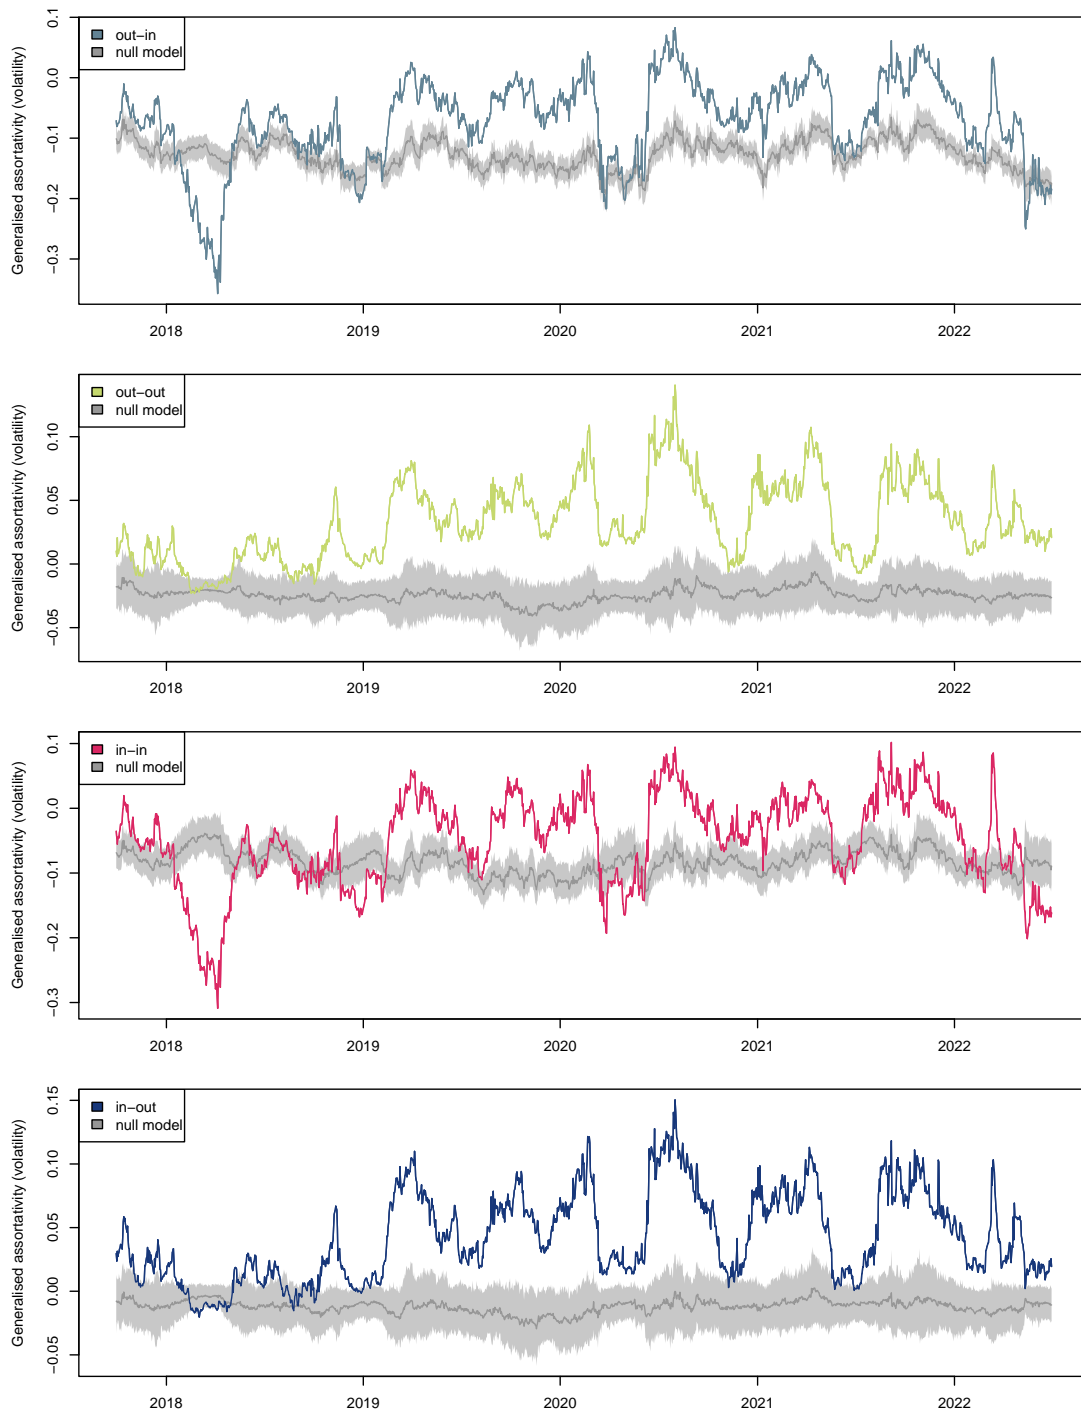 Generalised assortativity (volatility)
0.1
0.0
−0.1
−0.2
−0.3
out−in
null model
2018 2019 2020 2021 2022
Generalised assortativity (volatility)
0.10
0.05
0.00
−0.05
out−out
null model
2018 2019 2020 2021 2022
Generalised assortativity (volatility)
0.1
0.0
−0.1
−0.2
−0.3
in−in
null model
2018 2019 2020 2021 2022
Generalised assortativity (volatility)
0.15
0.10
0.05
0.00
−0.05
in−out
null model
2018 2019 2020 2021 2022